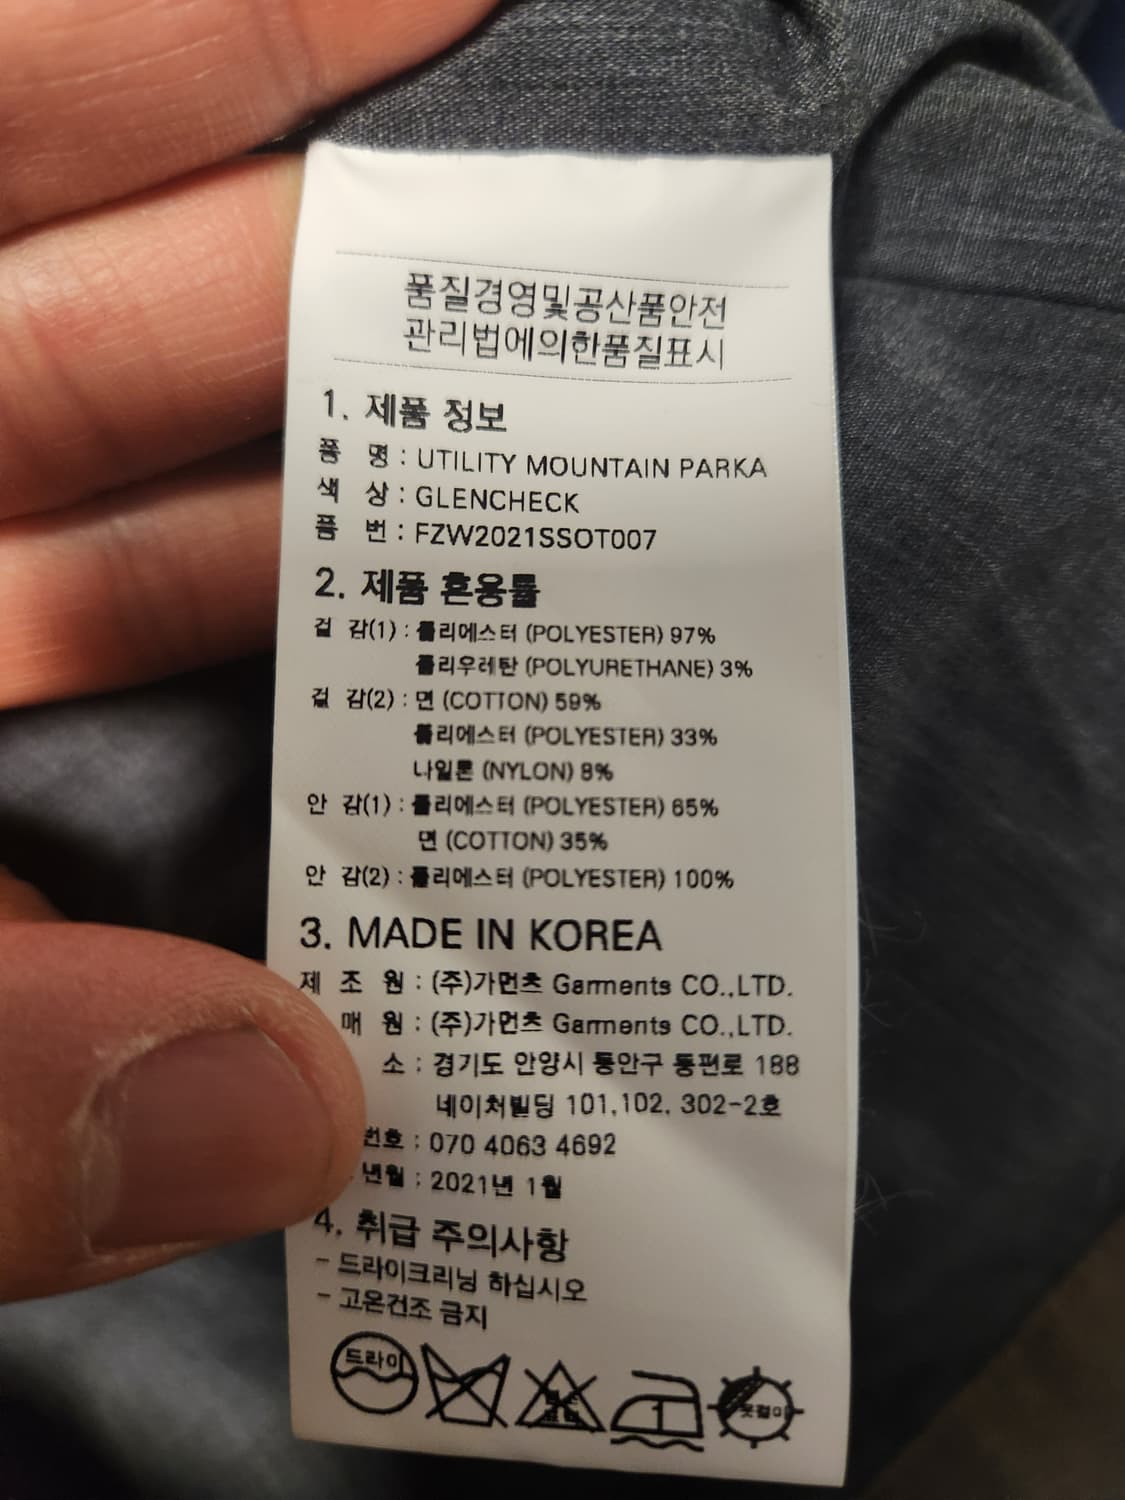 품질경영및공산품안전
관리법에의한품질표시
1. 제품 정보
품 명 : UTILITY MOUNTAIN PARKA
색 상 : GLENCHECK
품 번 : FZW2021SSOT007
2. 제품 혼용률
겉 감(1) : 폴리에스터 (POLYESTER) 97%
폴리우레탄 (POLYURETHANE) 3%
겉 감(2) : 면 (COTTON) 59%
폴리에스터 (POLYESTER) 33%
나일론 (NYLON) 8%
안 감(1) : 폴리에스터 (POLYESTER) 65%
면 (COTTON) 35%
안 감(2) : 폴리에스터 (POLYESTER) 100%
3. MADE IN KOREA
제 조 원 : (주)가먼츠 Garments CO.,LTD.
매 원 : (주)가먼츠 Garments CO.,LTD.
소 : 경기도 안양시 동안구 동편로 188
네이처빌딩 101,102, 302-2호
번호 : 070 4063 4692
년월 : 2021년 1월
4. 취급 주의사항
- 드라이크리닝 하십시오
- 고온건조 금지
드라이
1
옷걸이